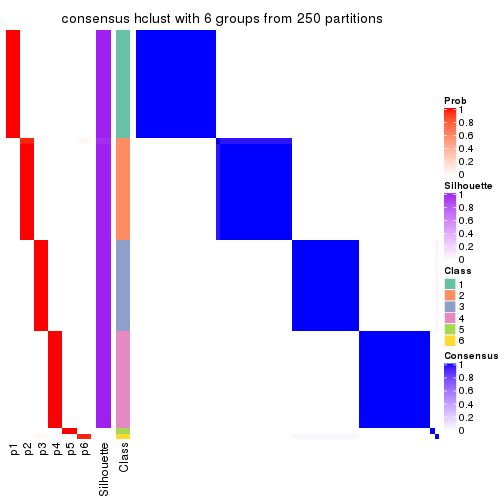 consensus hclust with 6 groups from 250 partitions
Prob
1
0.8
0.6
0.4
0.2
0
Silhouette
1
0.8
0.6
0.4
0.2
0
Class
1
2
3
4
5
6
Consensus
1
0.8
0.6
0.4
0.2
0
p1
p2
p3
p4
p5
p6
Silhouette
Class